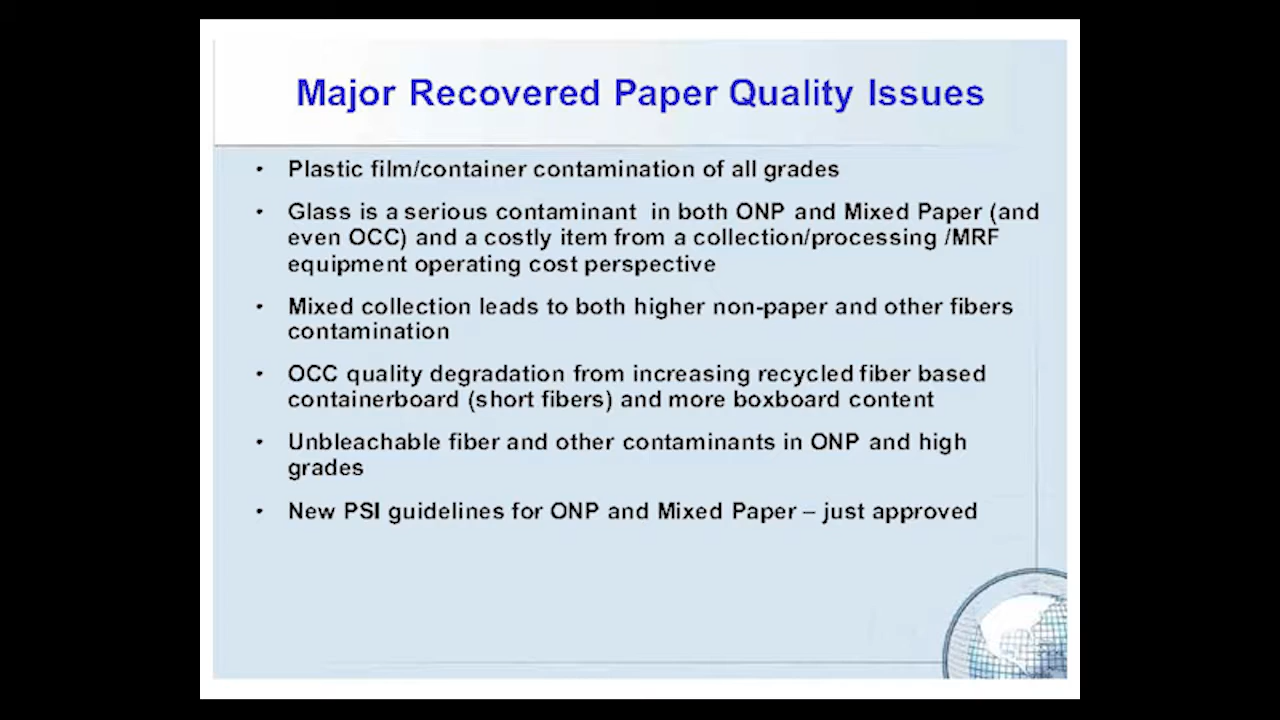 Major Recovered Paper Quality Issues
• Plastic film/container contamination of all grades
• Glass is a serious contaminant in both ONP and Mixed Paper (and
even OCC) and a costly item from a collection/processing /MRF
equipment operating cost perspective
• Mixed collection leads to both higher non-paper and other fibers
contamination
• OCC quality degradation from increasing recycled fiber based
containerboard (short fibers) and more boxboard content
• Unbleachable fiber and other contaminants in ONP and high
grades
• New PSI guidelines for ONP and Mixed Paper – just approved